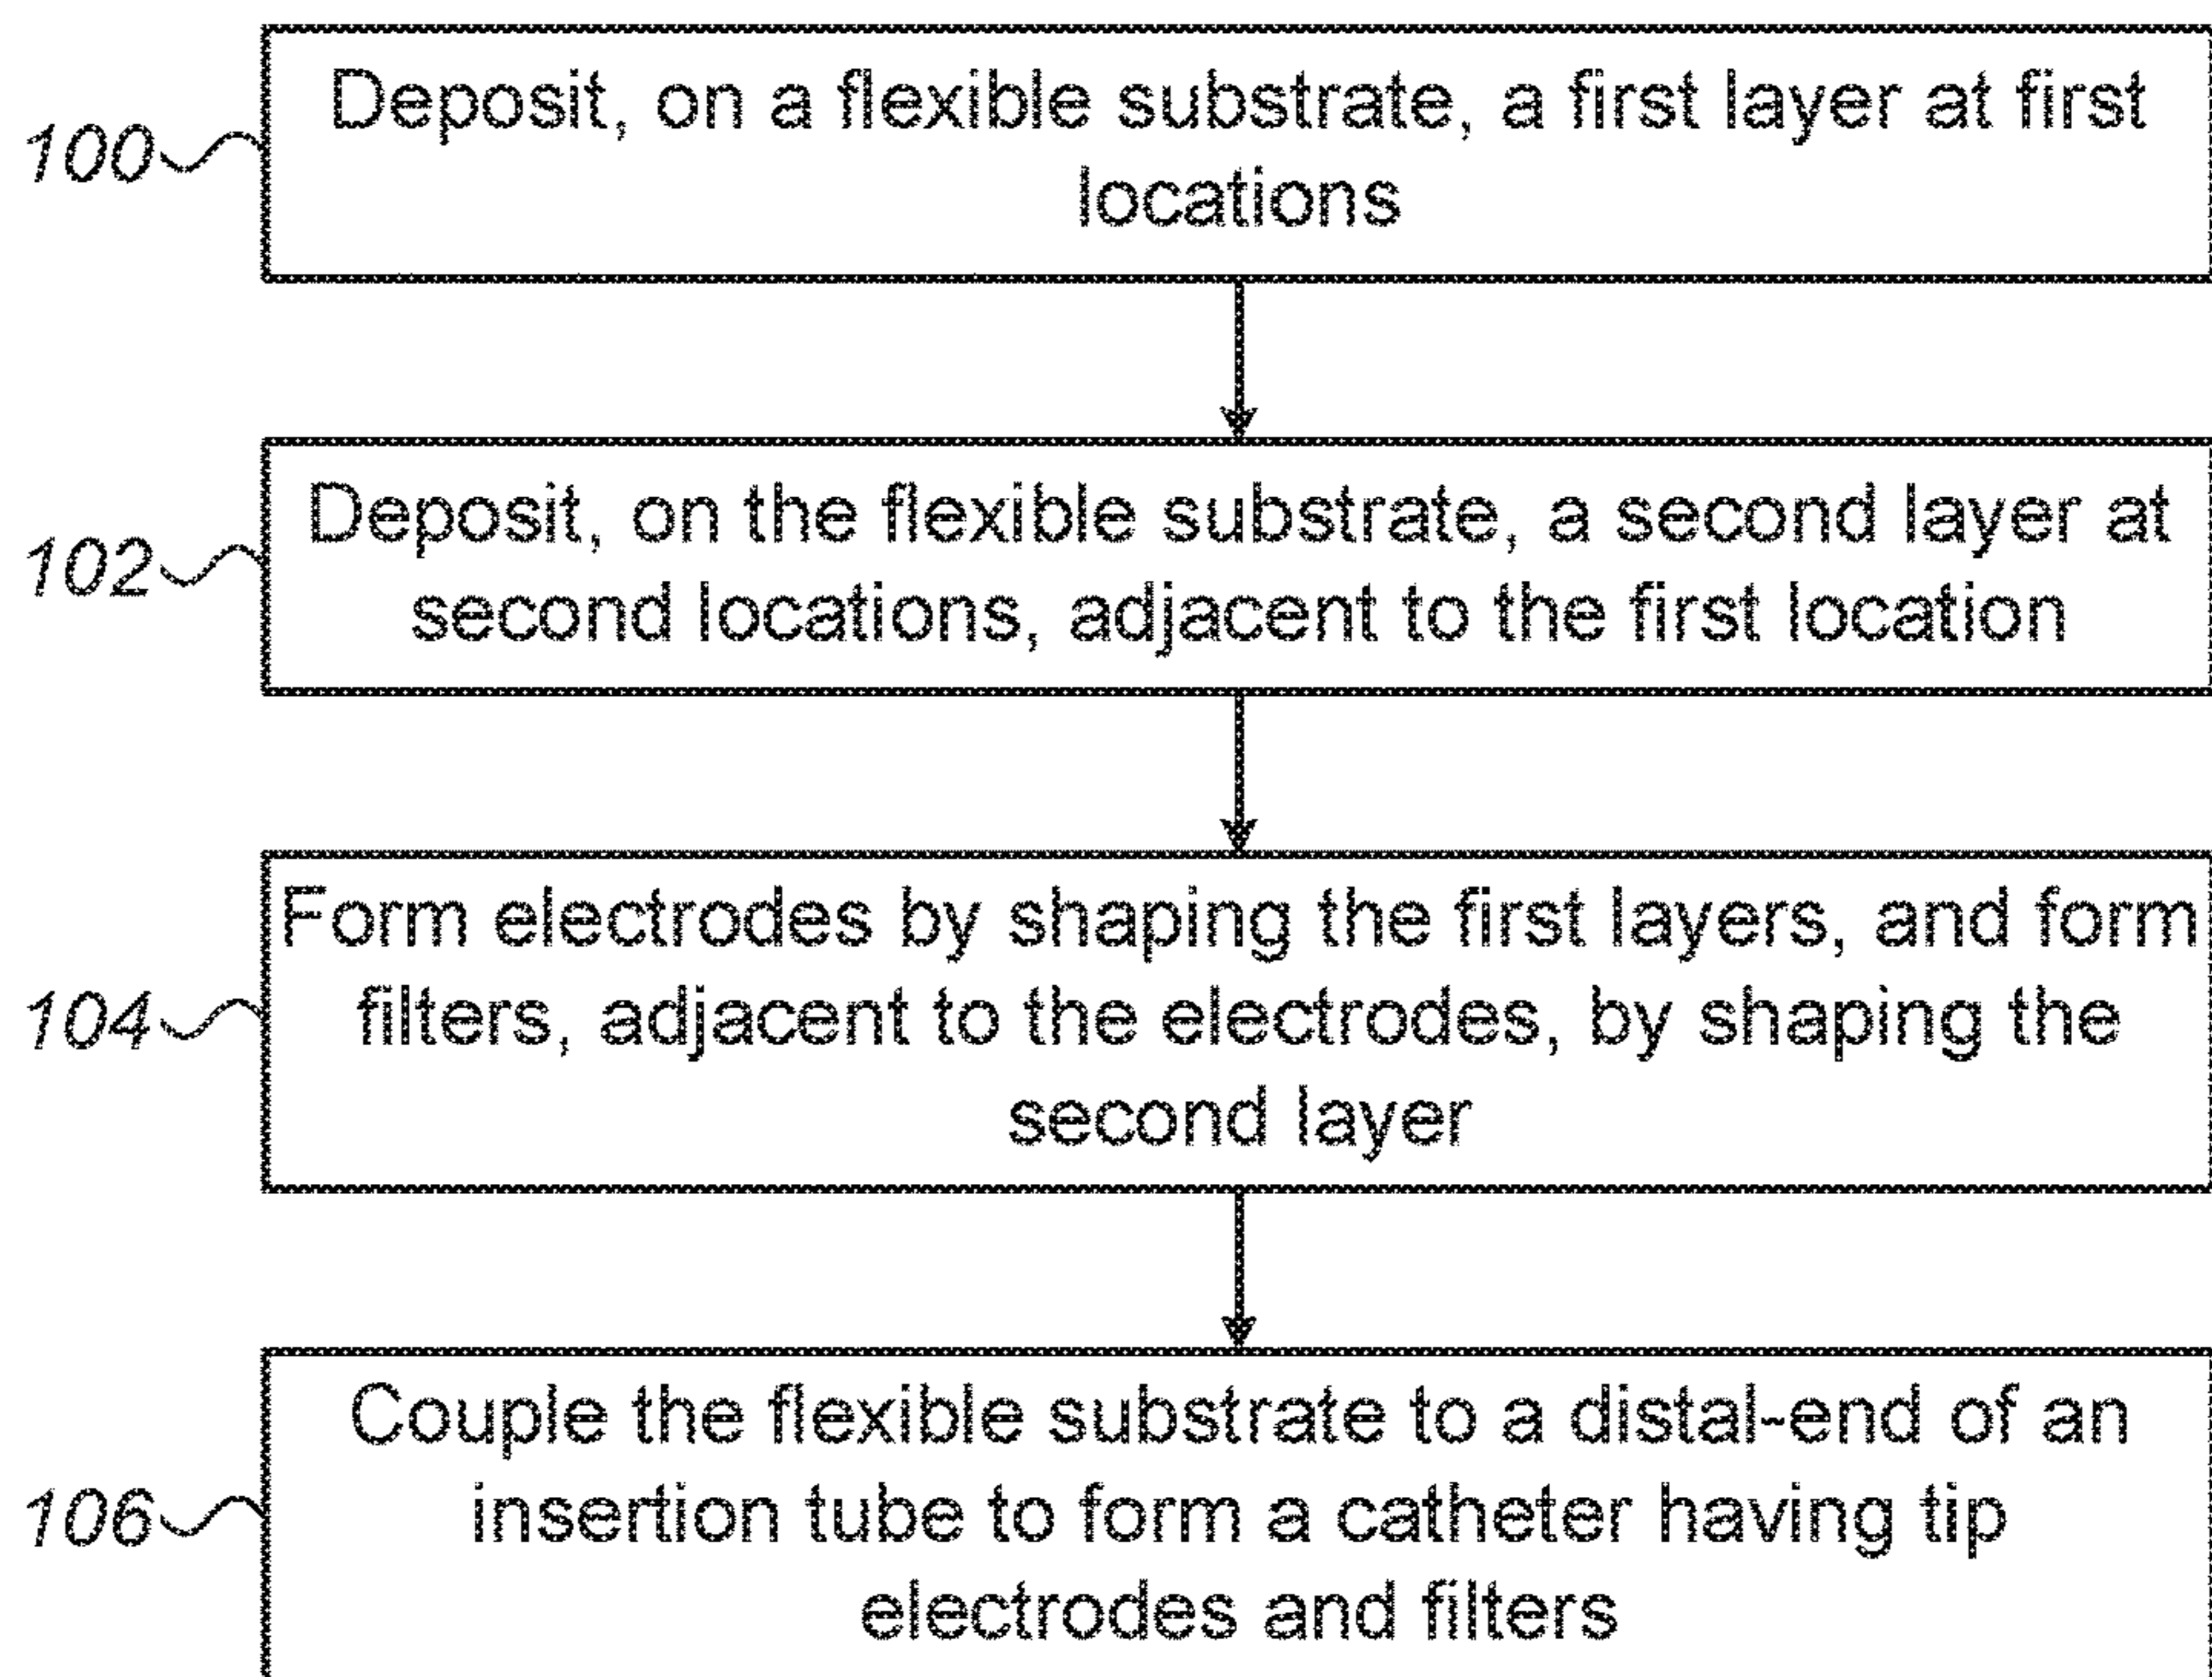 100
Deposit, on a flexible substrate, a first layer at first
locations
102
Deposit, on the flexible substrate, a second layer at
second locations, adjacent to the first location
104
Form electrodes by shaping the first layers, and form
filters, adjacent to the electrodes, by shaping the
second layer
106
Couple the flexible substrate to a distal-end of an
insertion tube to form a catheter having tip
electrodes and filters